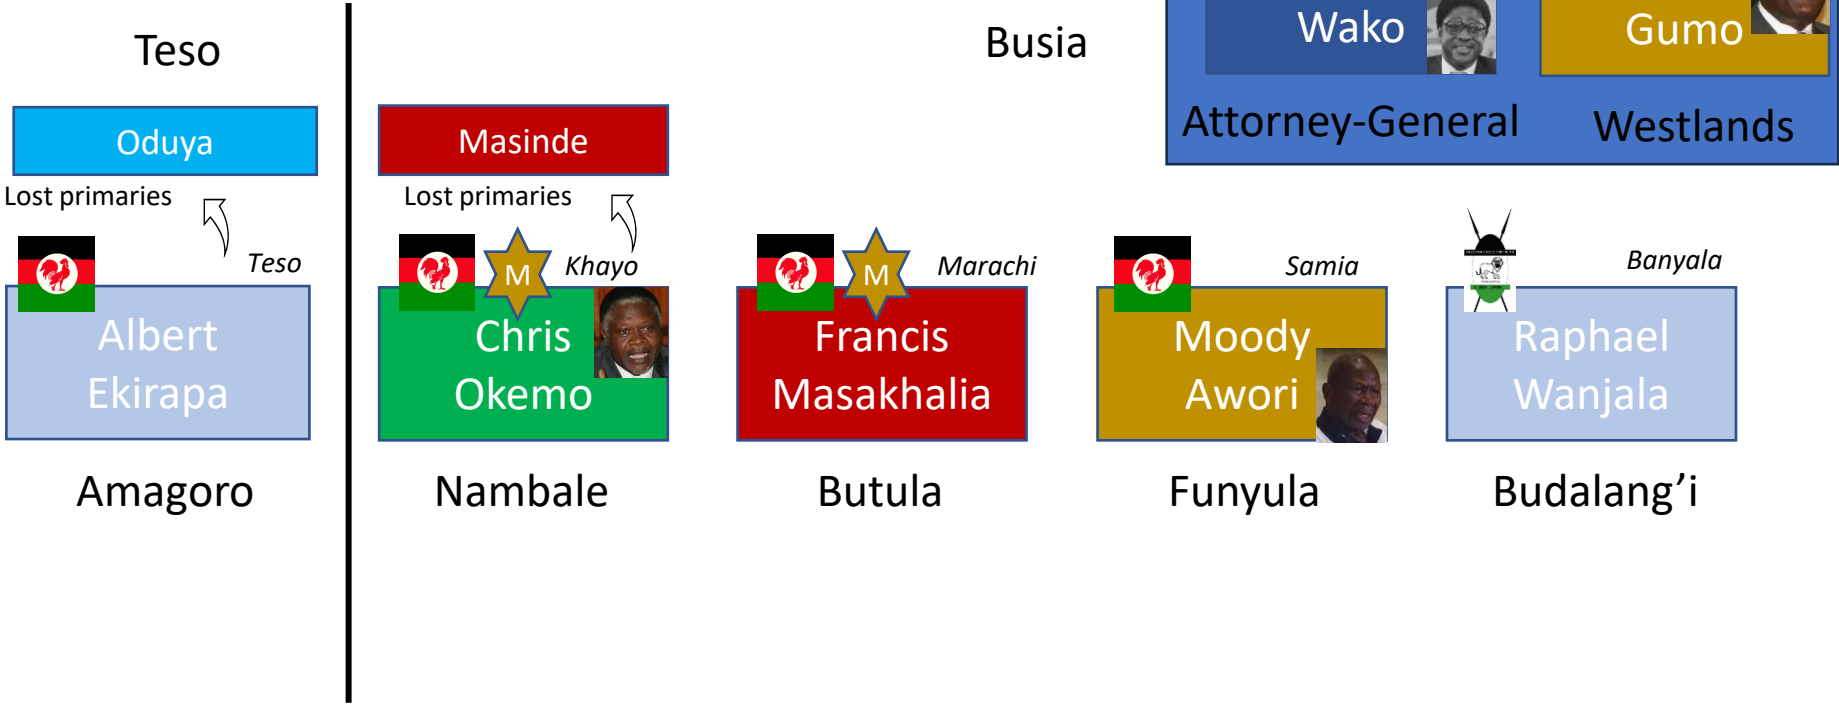 Teso
Busia
Wako
Gumo
Attorney-General
Westlands
Oduya
Masinde
Lost primaries
Lost primaries
Teso
M
Khayo
M
Marachi
Samia
Banyala
Albert
Ekirapa
Chris
Okemo
Francis
Masakhalia
Moody
Awori
Raphael
Wanjala
Amagoro
Nambale
Butula
Funyula
Budalang’i